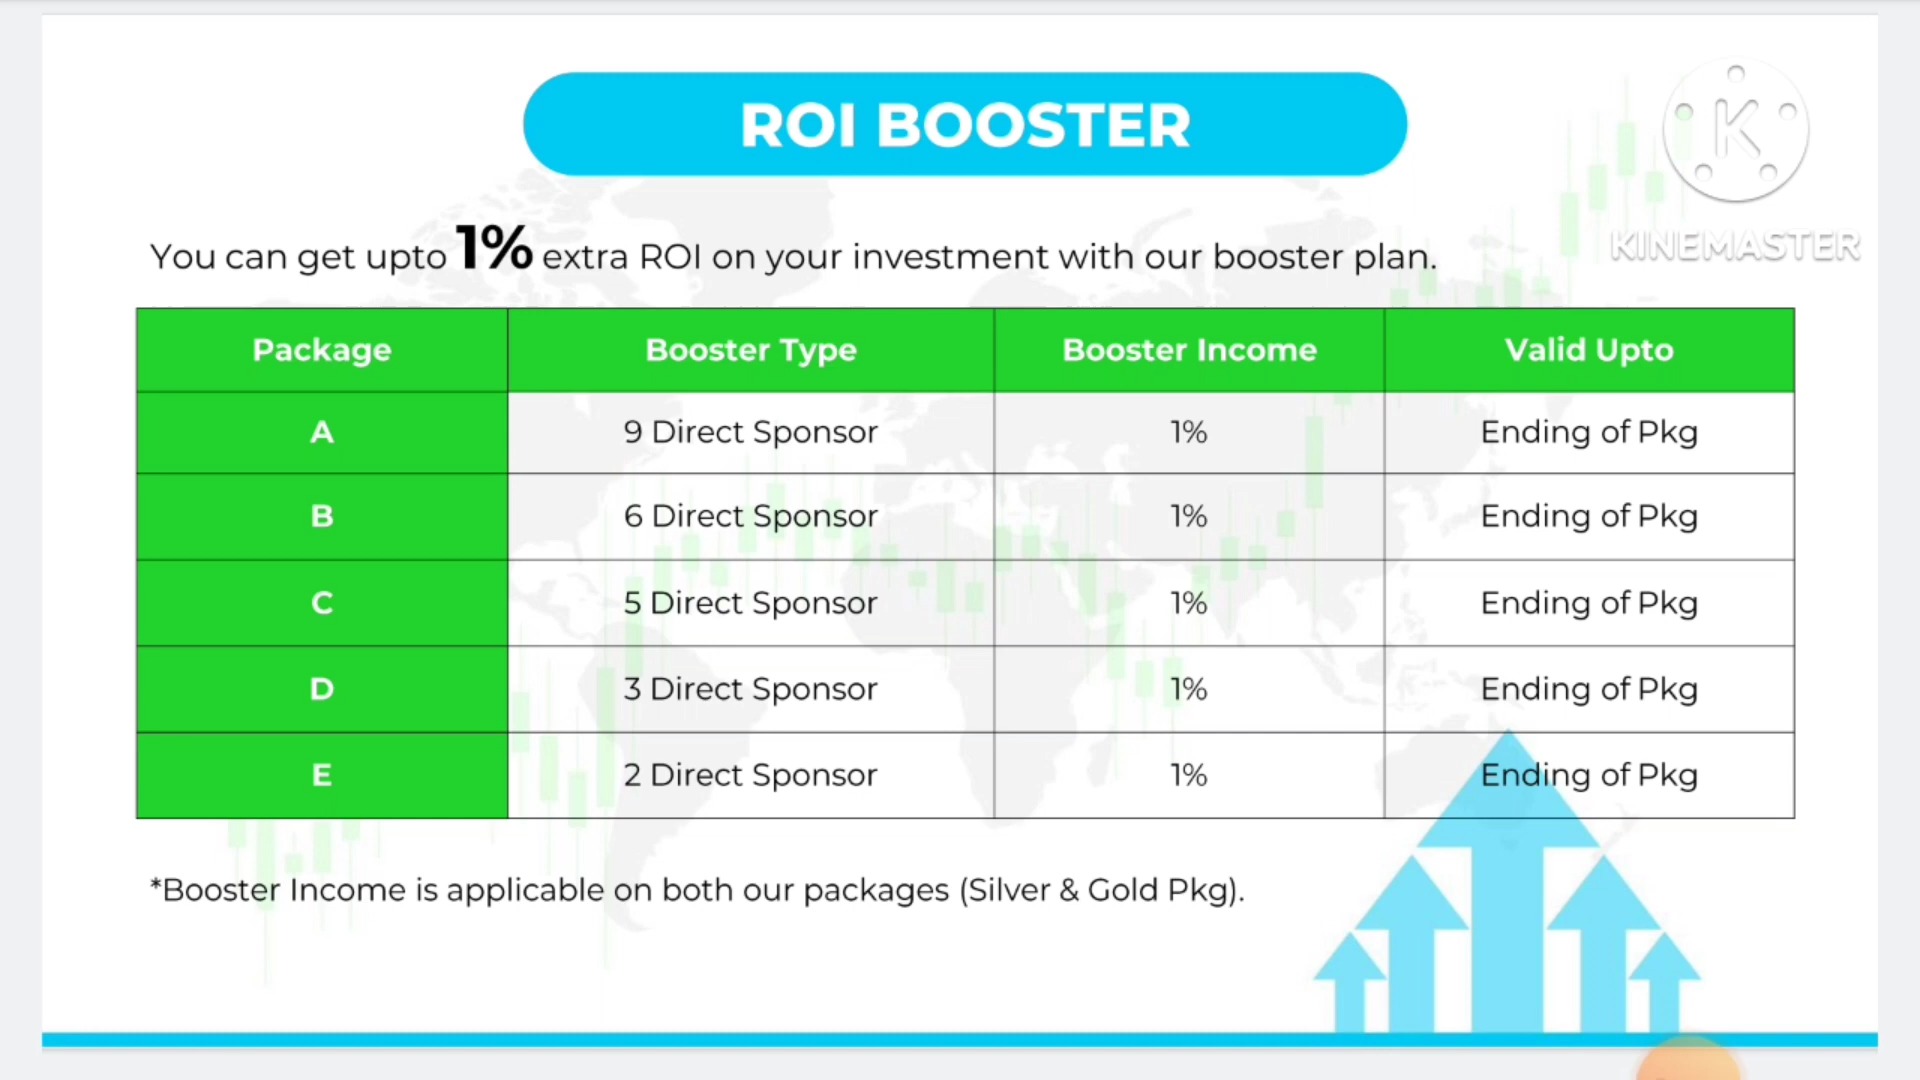 ROI BOOSTER
K
KINEMASTER
You can get upto 1% extra ROI on your investment with our booster plan.
Package Booster Type Booster Income Valid Upto
A 9 Direct Sponsor 1% Ending of Pkg
B 6 Direct Sponsor 1% Ending of Pkg
C 5 Direct Sponsor 1% Ending of Pkg
D 3 Direct Sponsor 1% Ending of Pkg
E 2 Direct Sponsor 1% Ending of Pkg
*Booster Income is applicable on both our packages (Silver & Gold Pkg).